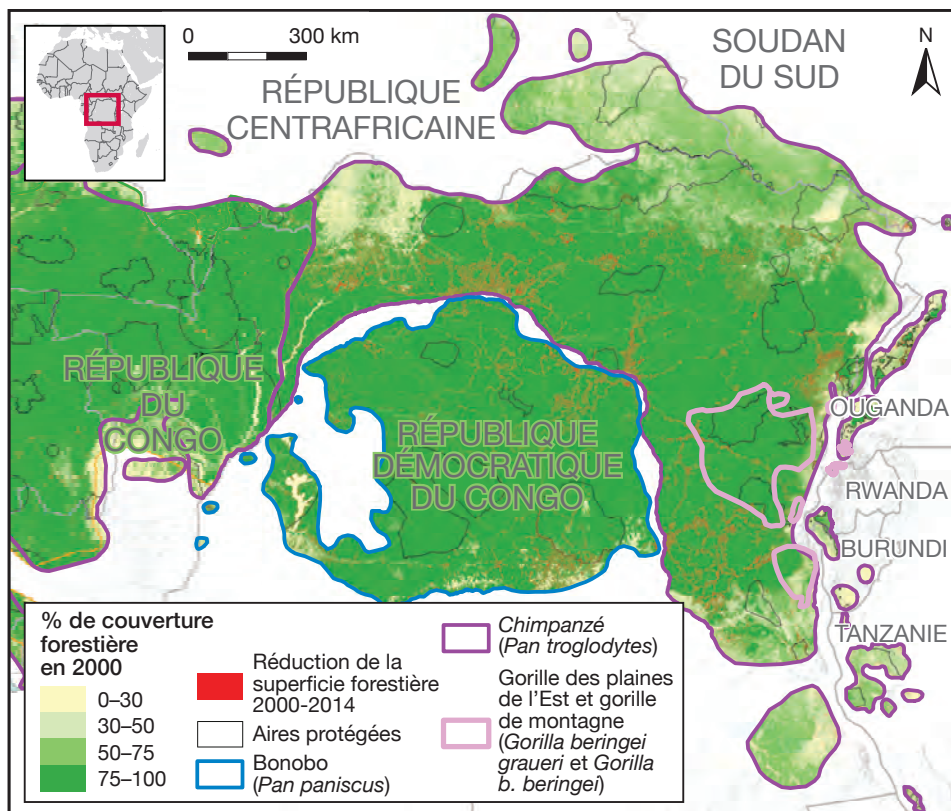 0 300 km
N
SOUDAN
DU SUD
RÉPUBLIQUE
CENTRAFRICAINE
RÉPUBLIQUE
DU
CONGO
RÉPUBLIQUE
DÉMOCRATIQUE
DU CONGO
OUGANDA
RWANDA
BURUNDI
TANZANIE
% de couverture
forestière
en 2000
0–30
30–50
50–75
75–100
Réduction de la
superficie forestière
2000-2014
Aires protégées
Bonobo
(Pan paniscus)
Chimpanzé
(Pan troglodytes)
Gorille des plaines
de l'Est et gorille
de montagne
(Gorilla beringei
graueri et Gorilla
b. beringei)